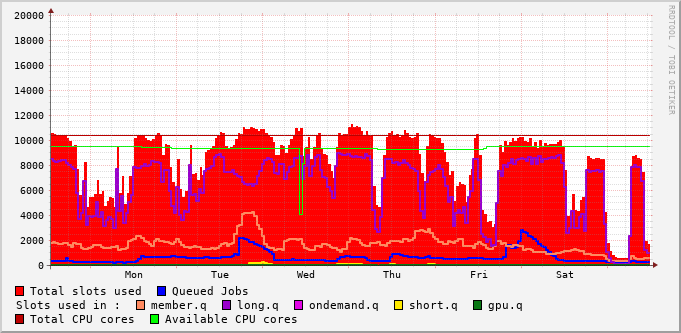 20000
18000
16000
14000
12000
10000
8000
6000
4000
2000
0
Mon Tue Wed Thu Fri Sat
Total slots used Queued Jobs
Slots used in : member.q long.q ondemand.q short.q gpu.q
Total CPU cores Available CPU cores
RRDTOOL / TOBI OETIKER